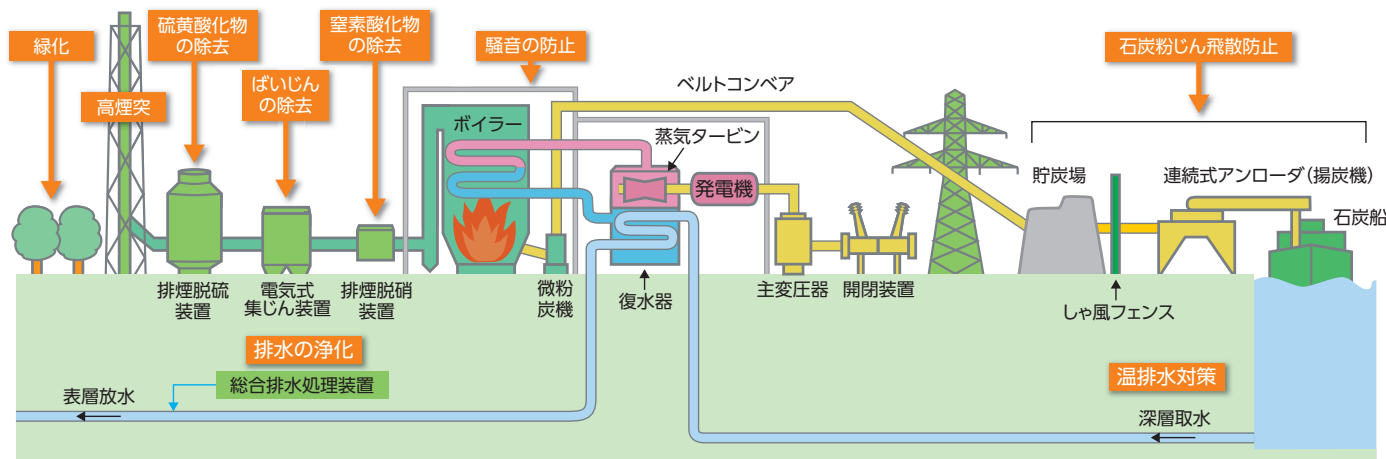 緑化
高煙突
硫黄酸化物
の除去
ばいじん
の除去
窒素酸化物
の除去
騒音の防止
石炭粉じん飛散防止
ベルトコンベア
ボイラー
蒸気タービン
発電機
貯炭場
連続式アンローダ（揚炭機）
石炭船
排煙脱硫
装置
電気式
集じん装置
排煙脱硝
装置
微粉
炭機
復水器
主変圧器
開閉装置
しゃ風フェンス
排水の浄化
総合排水処理装置
表層放水
温排水対策
深層取水